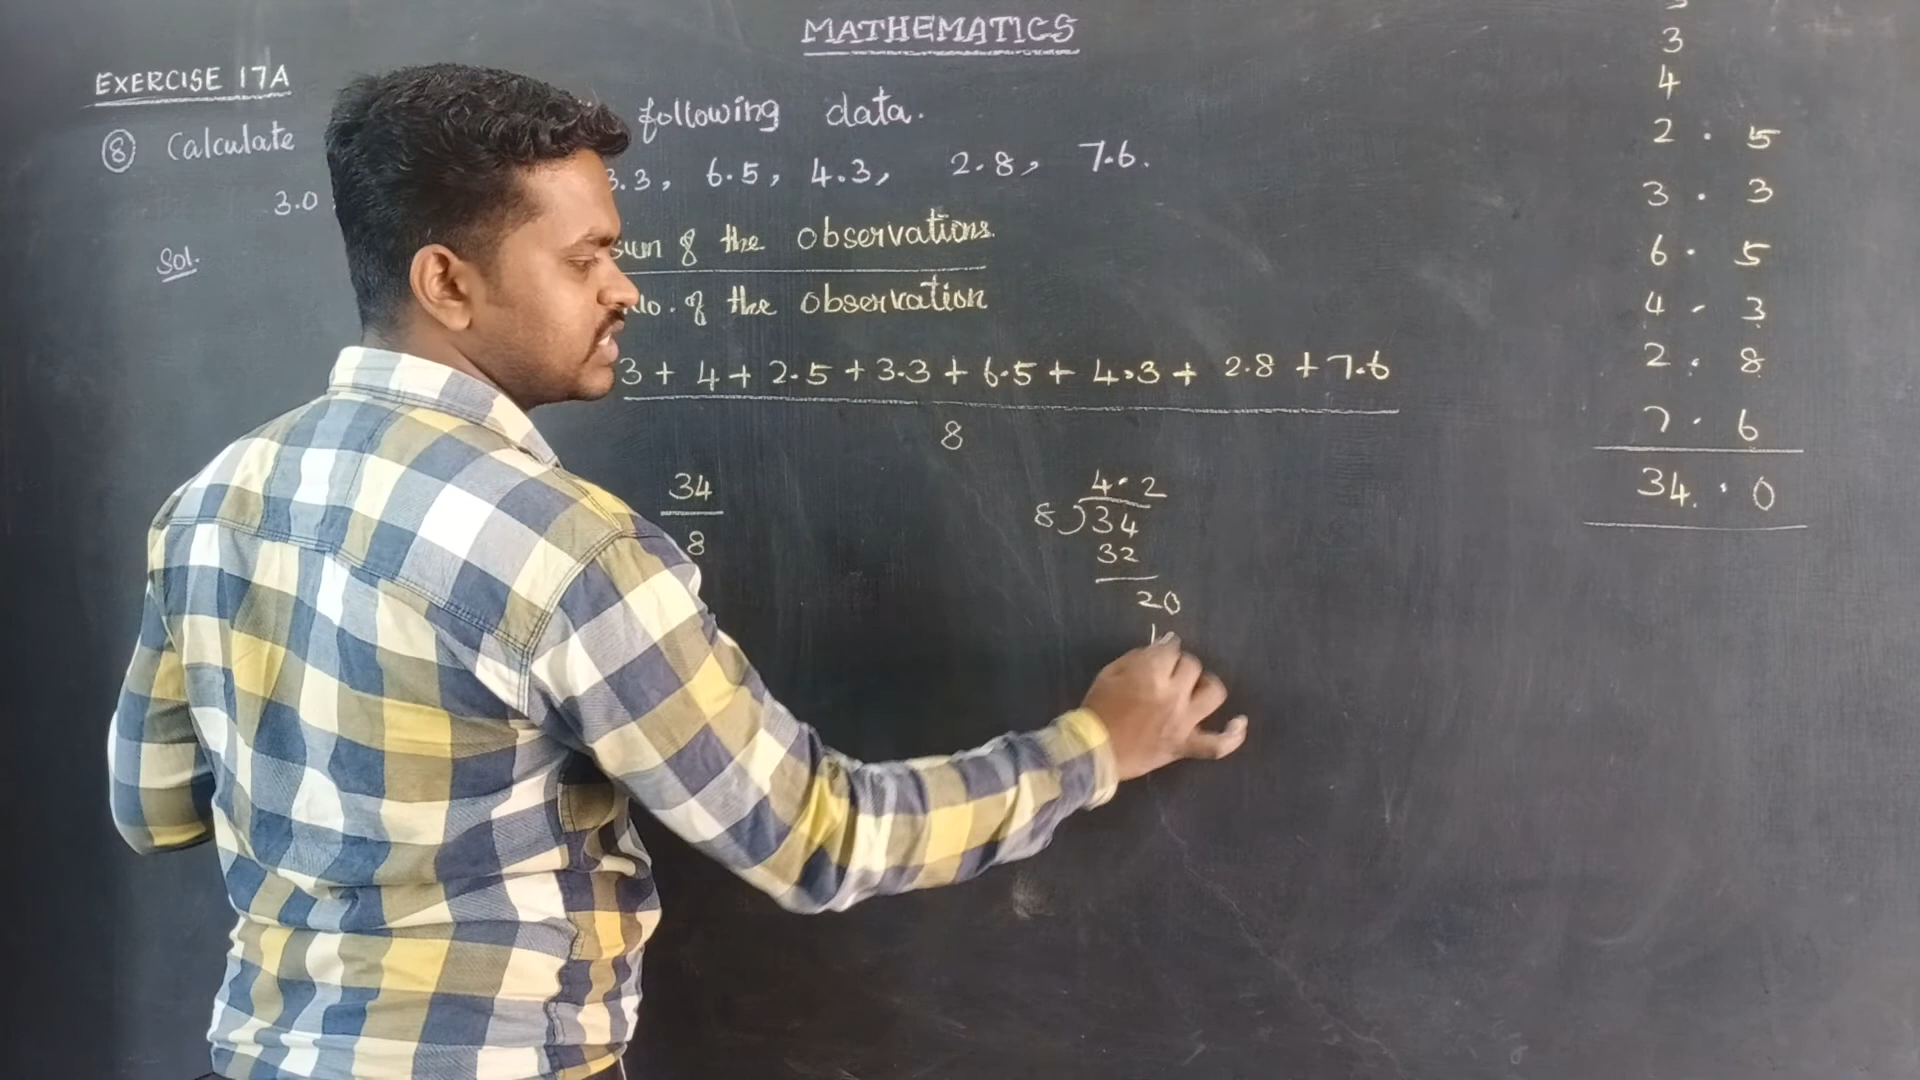 MATHEMATICS
EXERCISE 17A
8 Calculate following data.
3.0 3.3, 6.5, 4.3, 2.8, 7.6.
Sol.
sum of the observations.
No. of the observation
3 + 4 + 2.5 + 3.3 + 6.5 + 4.3 + 2.8 + 7.6
8
34
8
4.2
8)34
32
20
1
3
4
2.5
3.3
6.5
4.3
2.8
7.6
34.0